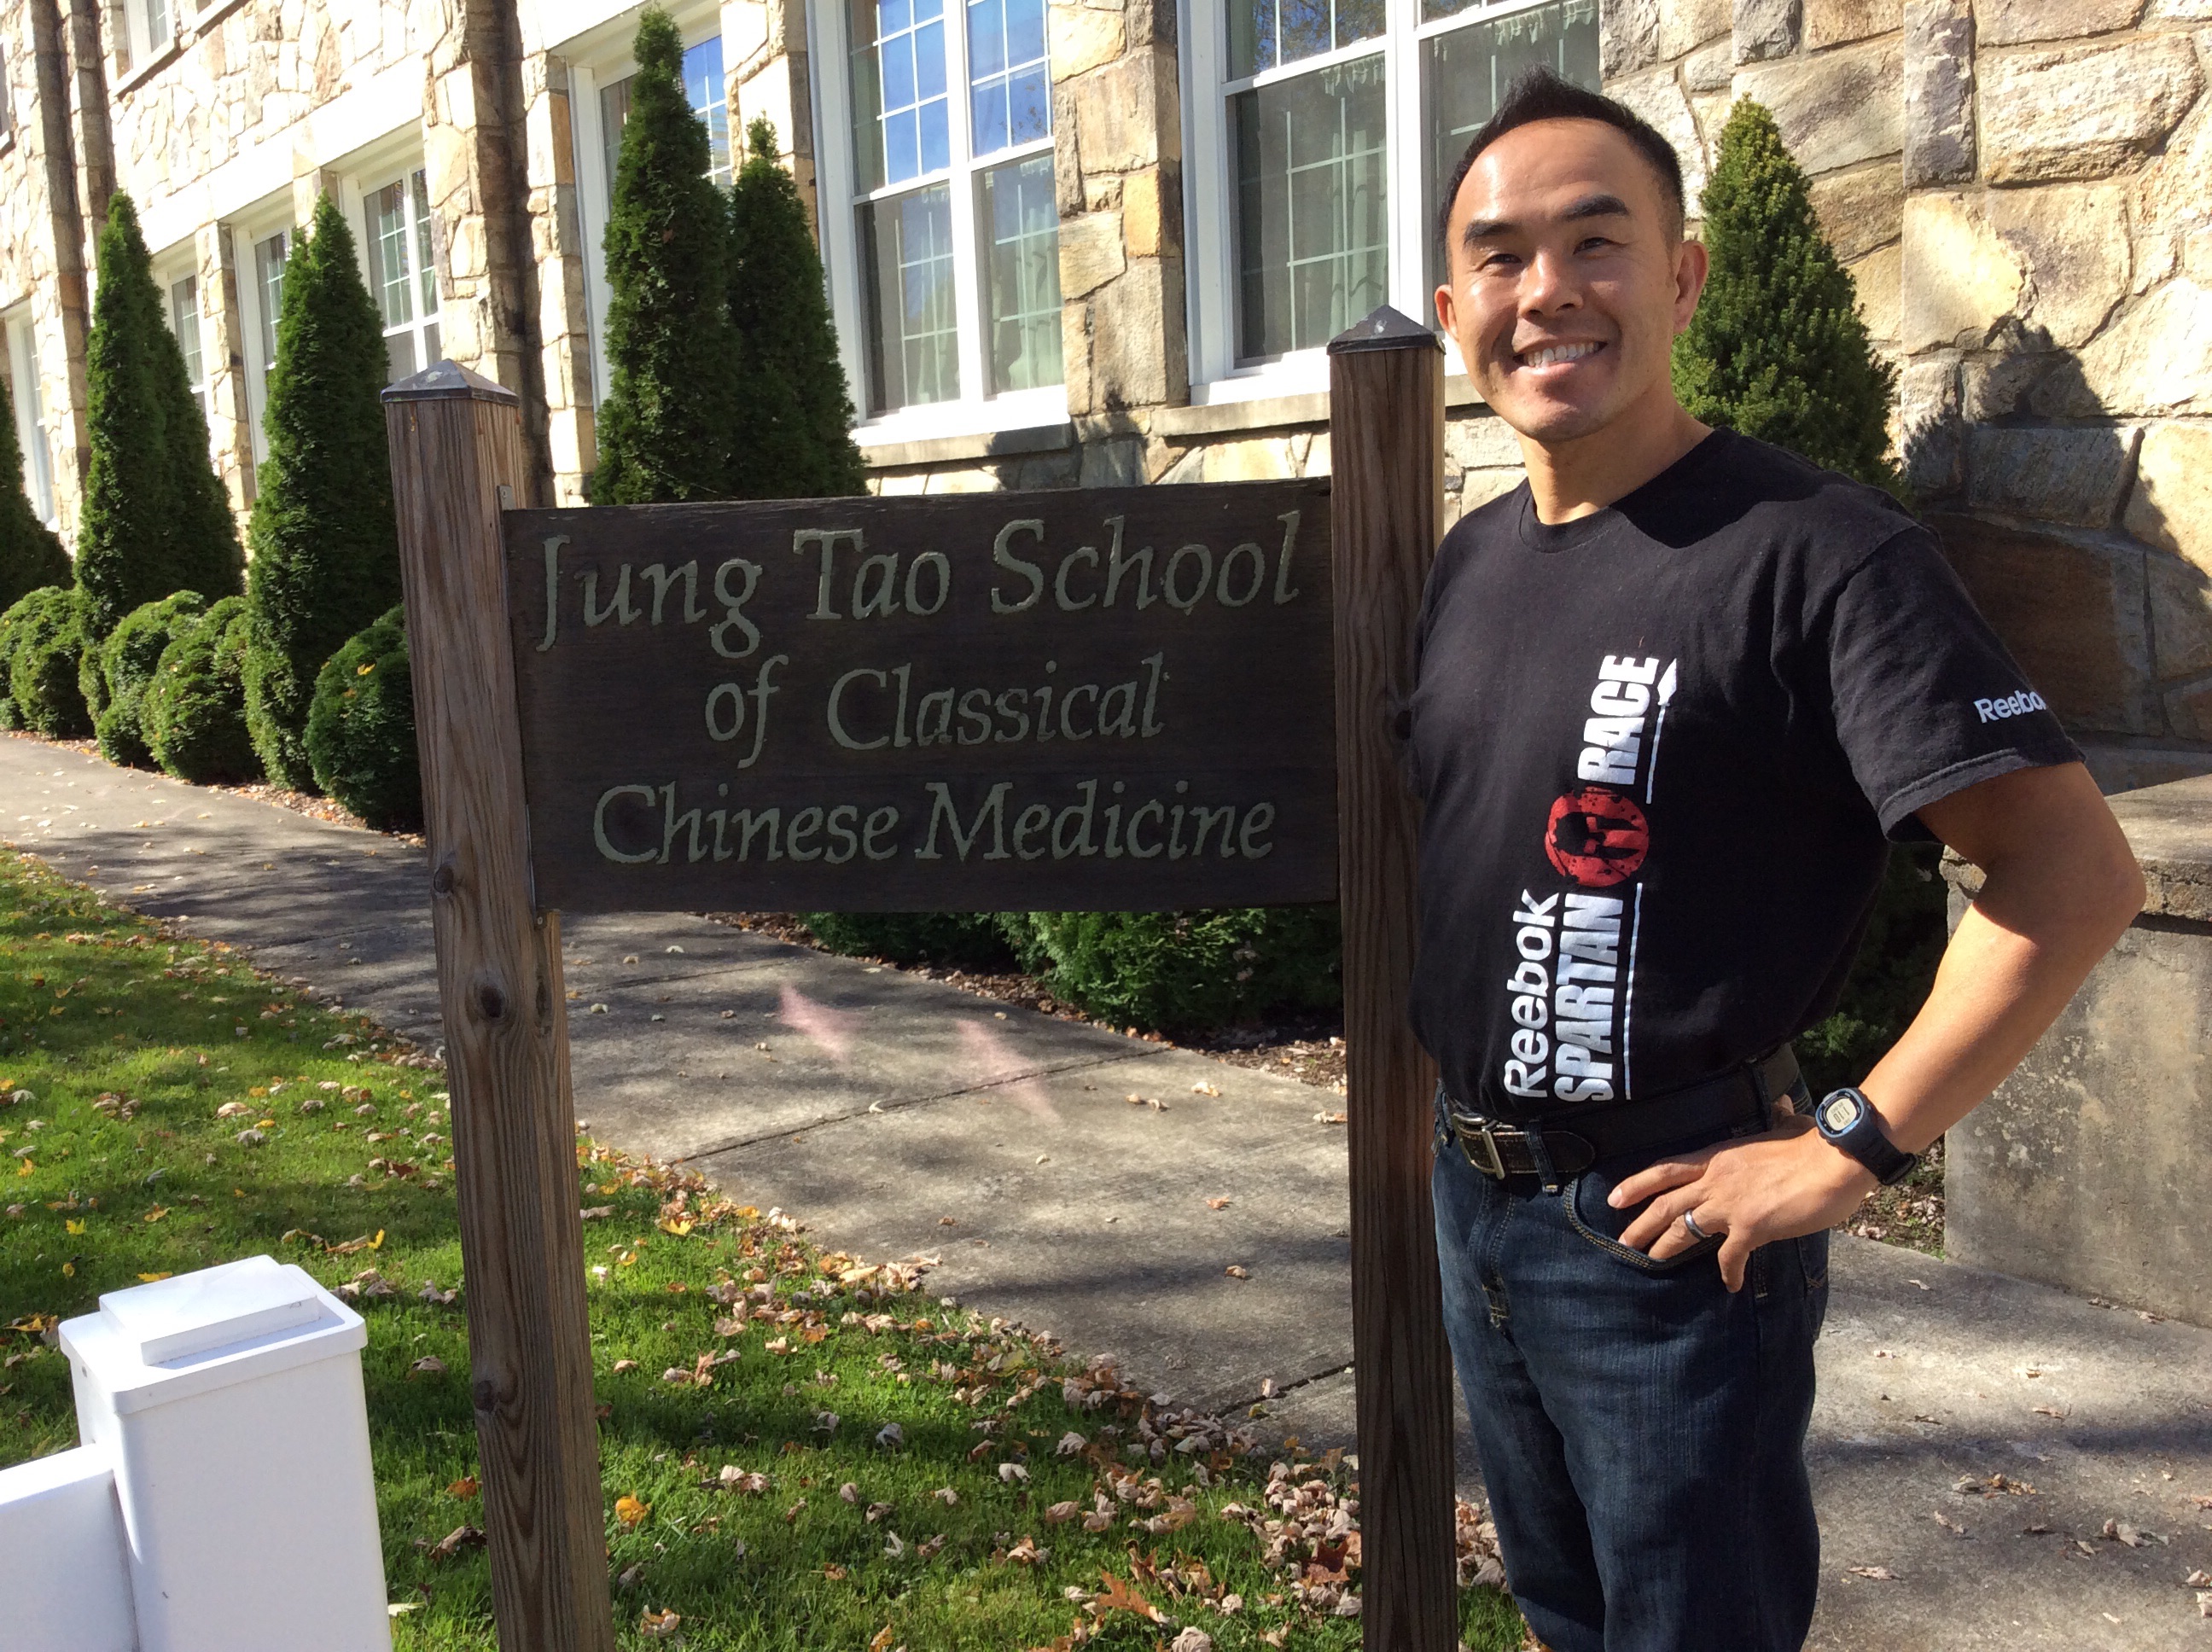 Jung Tao School
of Classical
Chinese Medicine
Reebok
SPARTAN RACE
Reebok